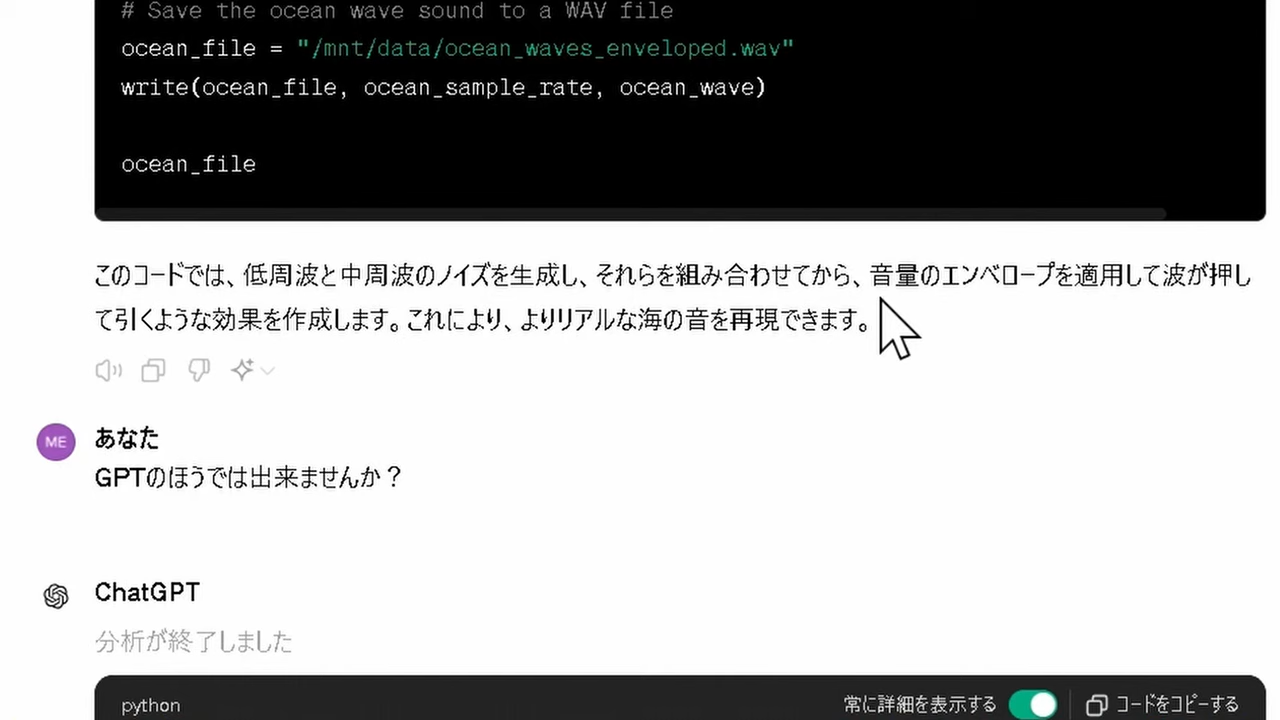 # Save the ocean wave sound to a WAV file
ocean_file = "/mnt/data/ocean_waves_enveloped.wav"
write(ocean_file, ocean_sample_rate, ocean_wave)
ocean_file
このコードでは、低周波と中周波のノイズを生成し、それらを組み合わせてから、音量のエンベロープを適用して波が押し
て引くような効果を作成します。これにより、よりリアルな海の音を再現できます。
ME あなた
GPTのほうでは出来ませんか？
ChatGPT
分析が終了しました
python 常に詳細を表示する コードをコピーする